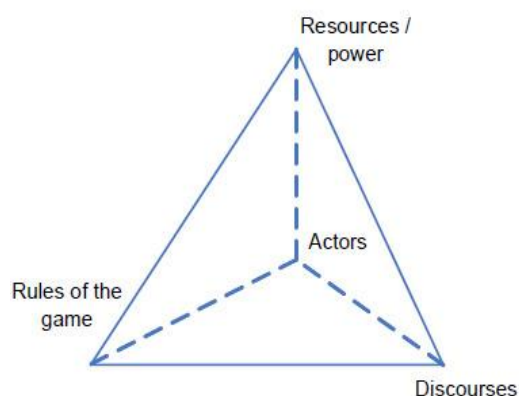 Resources /
power
Actors
Rules of the
game
Discourses